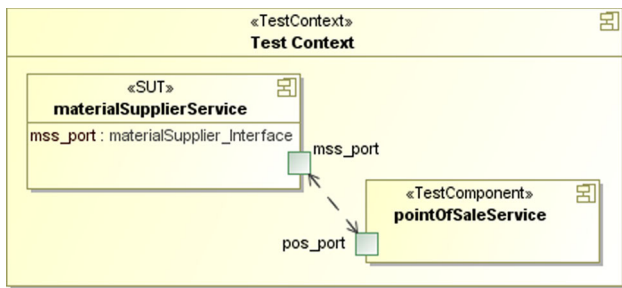 «TestContext»
Test Context
«SUT»
materialSupplierService
mss_port : materialSupplier_Interface
mss_port
«TestComponent»
pointOfSaleService
pos_port